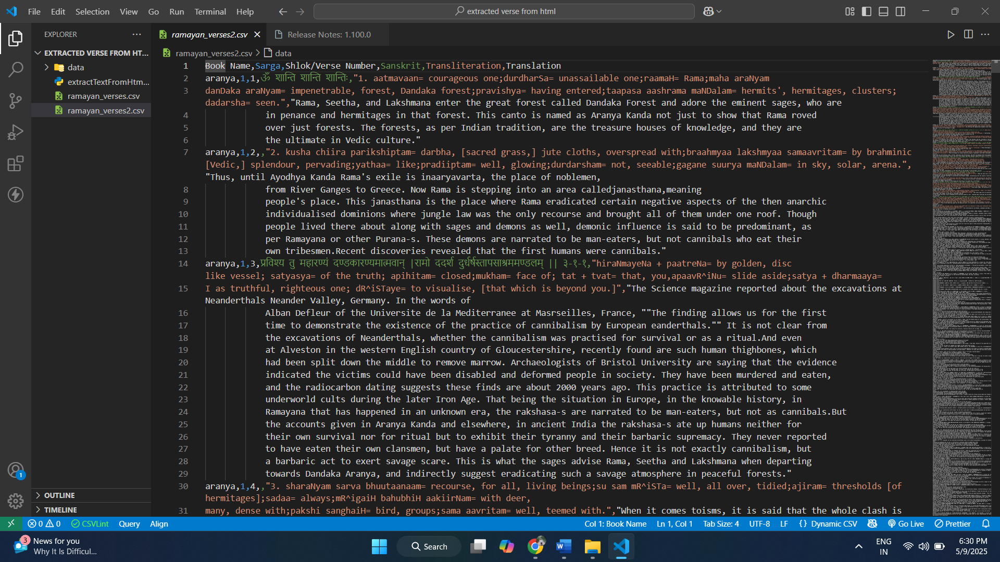 File Edit Selection View Go Run Terminal Help
extracted verse from html
EXPLORER
ramayan_verses2.csv
Release Notes: 1.100.0
EXTRACTED VERSE FROM HT...
data
extractTextFromHtm...
ramayan_verses.csv
ramayan_verses2.csv
ramayan_verses2.csv > data
1 Book Name,Sarga,Shlok/Verse Number,Sanskrit,Transliteration,Translation
2 aranya,1,1,ॐ शान्ति शान्ति शान्तिः,"1. aatmavaan= courageous one;durdharSa= unassailable one;raamaH= Rama;maha araNyam
3 danDaka araNyam= impenetrable, forest, Dandaka forest;pravishya= having entered;taapasa aashrama maNDalam= hermits', hermitages, clusters;
dadarsha= seen.","Rama, Seetha, and Lakshmana enter the great forest called Dandaka Forest and adore the eminent sages, who are
4 in penance and hermitages in that forest. This canto is named as Aranya Kanda not just to show that Rama roved
5 over just forests. The forests, as per Indian tradition, are the treasure houses of knowledge, and they are
6 the ultimate in Vedic culture."
7 aranya,1,2,,"2. kusha chiira parikshiptam= darbha, [sacred grass,] jute cloths, overspread with;braahmyaa lakshmyaa samaavritam= by brahminic
[Vedic,] splendour, pervading;yathaa= like;pradiiptam= well, glowing;durdarsham= not, seeable;gagane suurya maNDalam= in sky, solar, arena.",
"Thus, until Ayodhya Kanda Rama's exile is inaaryavarta, the place of noblemen,
8 from River Ganges to Greece. Now Rama is stepping into an area calledjanasthana,meaning
9 people's place. This janasthana is the place where Rama eradicated certain negative aspects of the then anarchic
10 individualised dominions where jungle law was the only recourse and brought all of them under one roof. Though
11 people lived there about along with sages and demons as well, demonic influence is said to be predominant, as
12 per Ramayana or other Purana-s. These demons are narrated to be man-eaters, but not cannibals who eat their
13 own tribesmen.Recent discoveries revealed that the first humans were cannibals."
14 aranya,1,3,प्रविश्य तु महारण्यं दण्डकारण्यमात्मवान् |रामो ददर्श दुर्धर्षस्तापसाश्रममण्डलम् || ३-१-१,"hiraNmayeNa + paatreNa= by golden, disc
like vessel; satyasya= of the truth; apihitam= closed;mukham= face of; tat + tvat= that, you,apaavR^iNu= slide aside;satya + dharmaaya=
15 I as truthful, righteous one; dR^iSTaye= to visualise, [that which is beyond you.]","The Science magazine reported about the excavations at
Neanderthals Neander Valley, Germany. In the words of
16 Alban Defleur of the Universite de la Mediterranee at Masrseilles, France, ""The finding allows us for the first
17 time to demonstrate the existence of the practice of cannibalism by European eanderthals."" It is not clear from
18 the excavations of Neanderthals, whether the cannibalism was practised for survival or as a ritual.And even
19 at Alveston in the western English country of Gloucestershire, recently found are such human thighbones, which
20 had been split down the middle to remove marrow. Archaeologists of Bristol University are saying that the evidence
21 indicated the victims could have been disabled and deformed people in society. They have been murdered and eaten,
22 and the radiocarbon dating suggests these finds are about 2000 years ago. This practice is attributed to some
23 underworld cults during the later Iron Age. That being the situation in Europe, in the knowable history, in
24 Ramayana that has happened in an unknown era, the rakshasa-s are narrated to be man-eaters, but not as cannibals.But
25 the accounts given in Aranya Kanda and elsewhere, in ancient India the rakshasa-s ate up humans neither for
26 their own survival nor for ritual but to exhibit their tyranny and their barbaric supremacy. They never reported
27 to have eaten their own clansmen, but have a palate for other breed. Hence it is not exactly cannibalism, but
28 a barbaric act to exert savage scare. This is what the sages advise Rama, Seetha and Lakshmana when departing
29 towards Dandaka Aranya, and indirectly suggest eradicating such a savage atmosphere in peaceful forests."
30 aranya,1,4,,"3. sharaNyam sarva bhuutaanaam= recourse, for all, living beings;su sam mR^iSTa= well, all over, tidied;ajiram= thresholds [of
hermitages];sadaa= always;mR^igaiH bahubhiH aakiirNam= with deer,
31 many, dense with;pakshi sanghaiH= bird, groups;sama aavritam= well, teemed with.","When it comes toisms, it is said that the whole clash is
OUTLINE
TIMELINE
1
0 0 CSVLint Query Align
Col 1: Book Name Ln 1, Col 1 Tab Size: 4 UTF-8 LF {} Dynamic CSV Go Live Prettier
3
News for you
Why It Is Difficul...
Search
ENG
IN
6:30 PM
5/9/2025